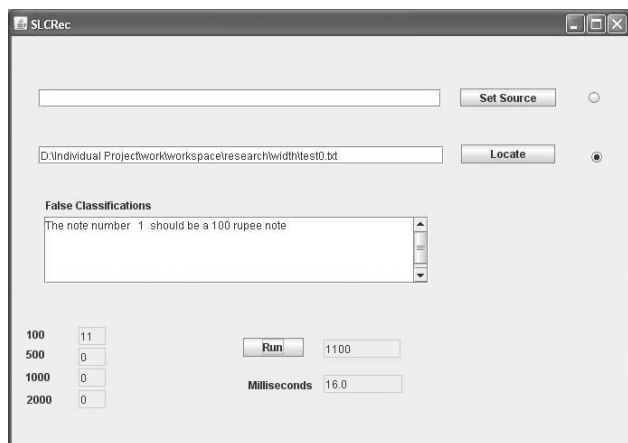 SLCRec
Set Source
D:\Individual Project\work\workspace\research\width\test0.txt
Locate
False Classifications
The note number 1 should be a 100 rupee note
100 11
500 0
1000 0
2000 0
Run 1100
Milliseconds 16.0